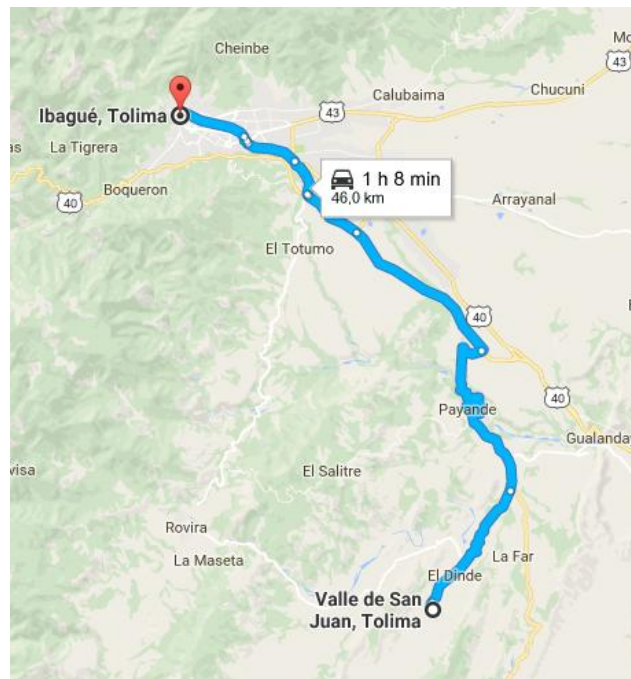 Cheinbe
Mo
43
Calubaima
Chucuni
43
Ibagué, Tolima
as
La Tigrera
1 h 8 min
46,0 km
Boqueron
40
Arrayanal
El Totumo
40
40
Payande
Gualanda
visa
El Salitre
Rovira
La Maseta
La Far
El Dinde
Valle de San
Juan, Tolima